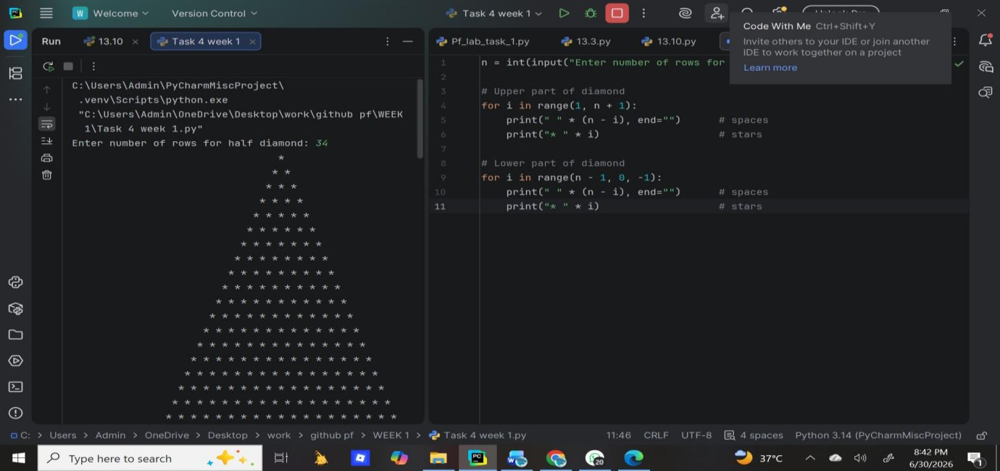 W Welcome Version Control Task 4 week 1
Run 13.10 Task 4 week 1
C:\Users\Admin\PyCharmMiscProject\
.venv\Scripts\python.exe
"C:\Users\Admin\OneDrive\Desktop\work\github pf\WEEK
1\Task 4 week 1.py"
Enter number of rows for half diamond: 34
*
* *
* * *
* * * *
* * * * *
* * * * * *
* * * * * * *
* * * * * * * *
* * * * * * * * *
* * * * * * * * * *
* * * * * * * * * * *
* * * * * * * * * * * *
* * * * * * * * * * * * *
* * * * * * * * * * * * * *
* * * * * * * * * * * * * * *
* * * * * * * * * * * * * * * *
* * * * * * * * * * * * * * * * *
* * * * * * * * * * * * * * * * * *
* * * * * * * * * * * * * * * * * * *
Pf_lab_task_1.py 13.3.py 13.10.py
Code With Me Ctrl+Shift+Y
Invite others to your IDE or join another
IDE to work together on a project
Learn more
1 n = int(input("Enter number of rows for
2
3 # Upper part of diamond
4 for i in range(1, n + 1):
5 print(" " * (n - i), end="") # spaces
6 print("* " * i) # stars
7
8 # Lower part of diamond
9 for i in range(n - 1, 0, -1):
10 print(" " * (n - i), end="") # spaces
11 print("* " * i) # stars
C: > Users > Admin > OneDrive > Desktop > work > github pf > WEEK 1 > Task 4 week 1.py 11:46 CRLF UTF-8 4 spaces Python 3.14 (PyCharmMiscProject)
Type here to search PC 20 37°C 8:42 PM
6/30/2026 1